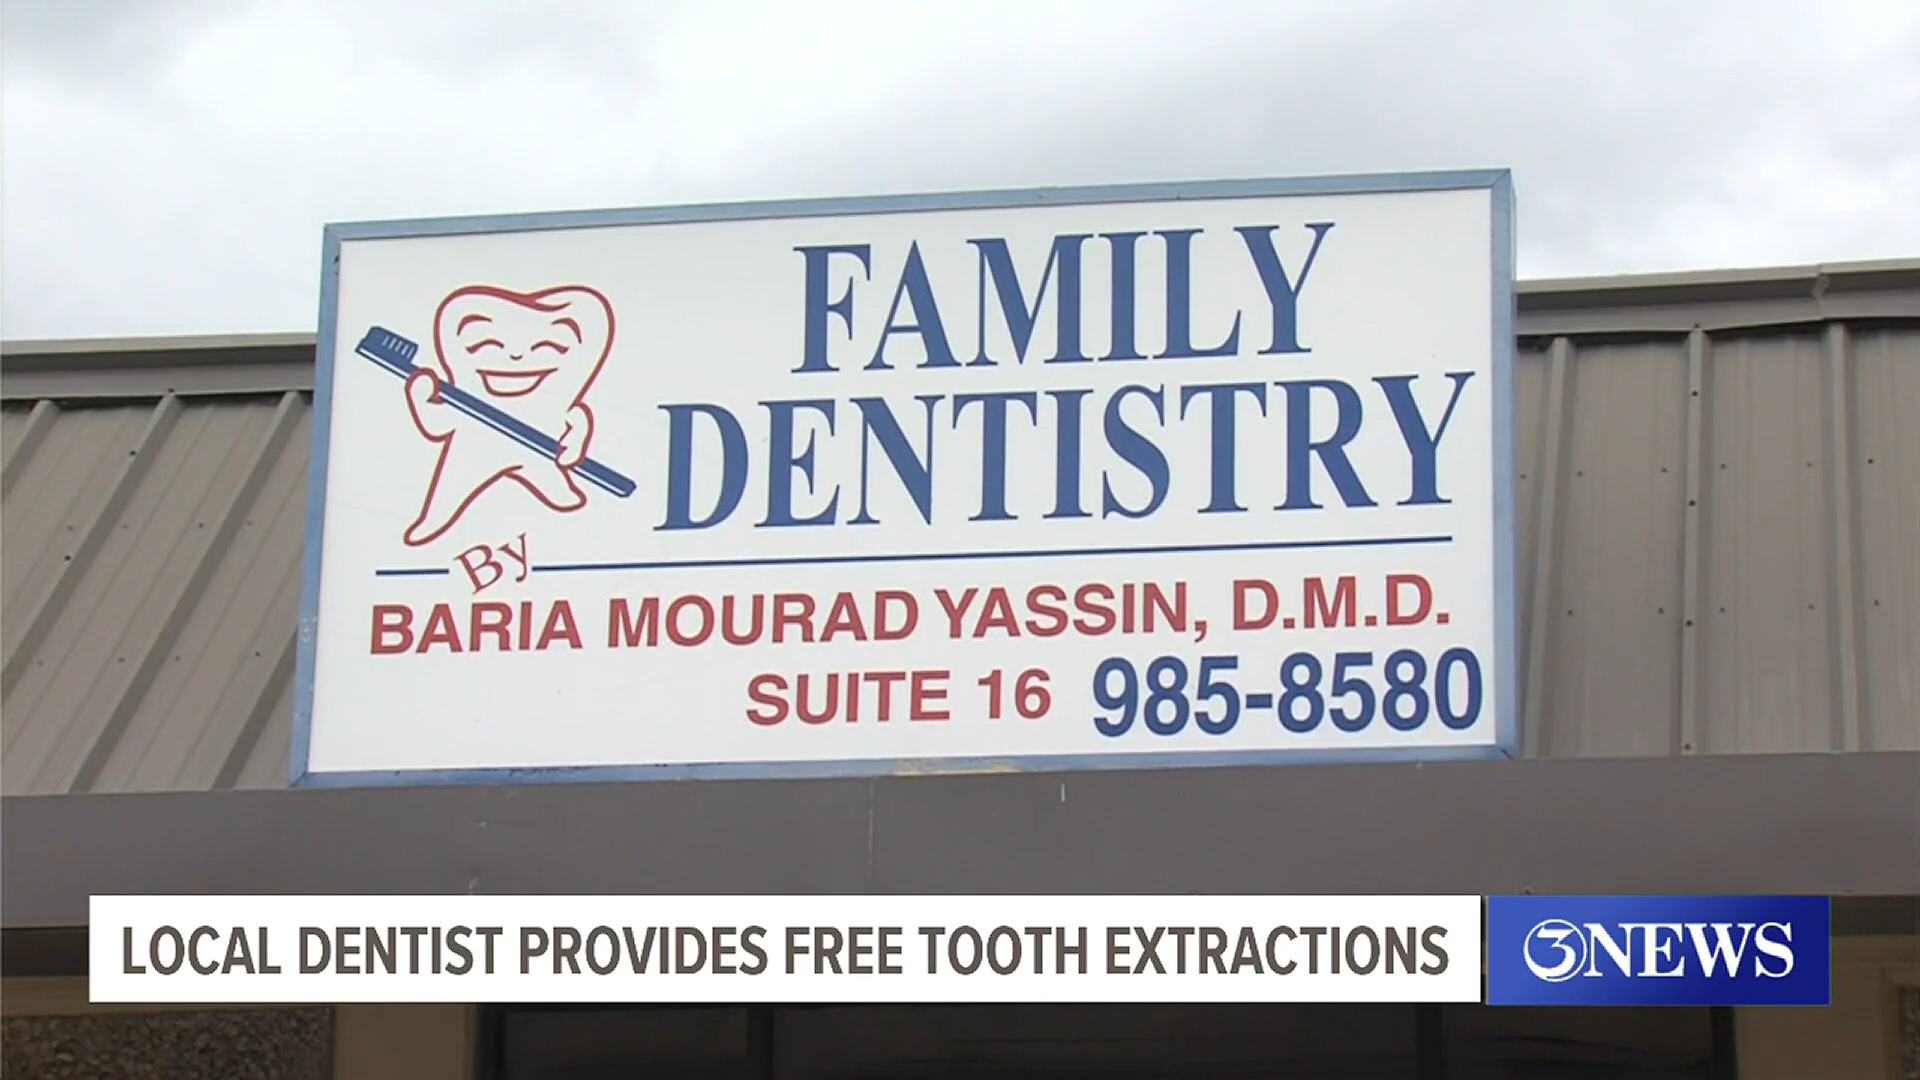 FAMILY
DENTISTRY
By
BARIA MOURAD YASSIN, D.M.D.
SUITE 16 985-8580
LOCAL DENTIST PROVIDES FREE TOOTH EXTRACTIONS
3NEWS